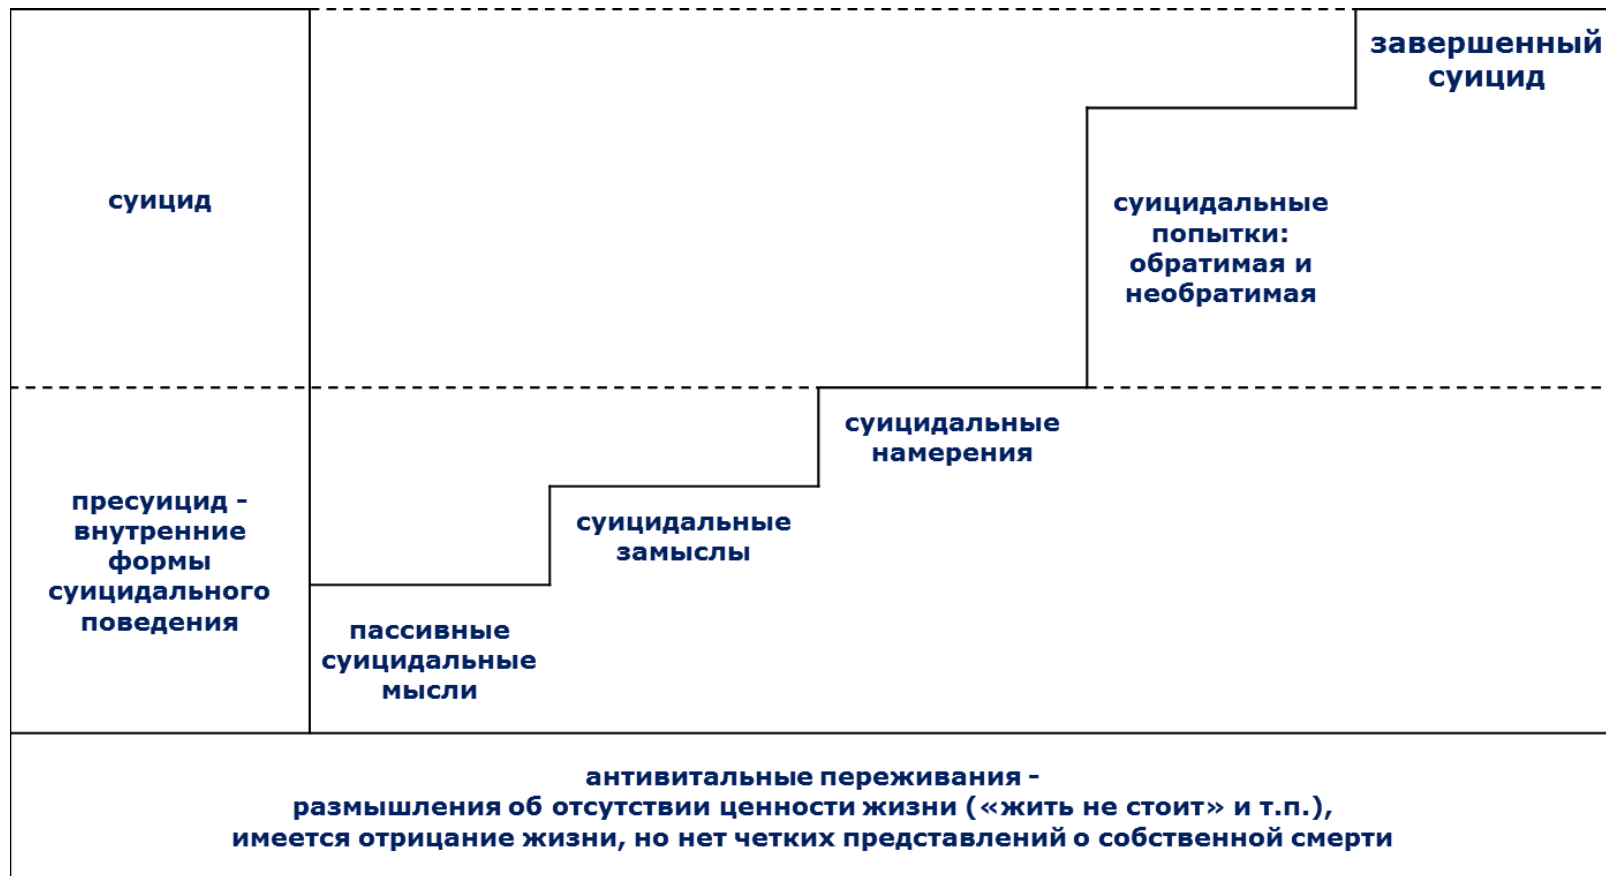 завершенный
суицид
суицид
суицидальные
попытки:
обратимая и
необратимая
суицидальные
намерения
пресуицид -
внутренние
формы
суицидального
поведения
суицидальные
замыслы
пассивные
суицидальные
мысли
антивитальные переживания -
размышления об отсутствии ценности жизни («жить не стоит» и т.п.),
имеется отрицание жизни, но нет четких представлений о собственной смерти